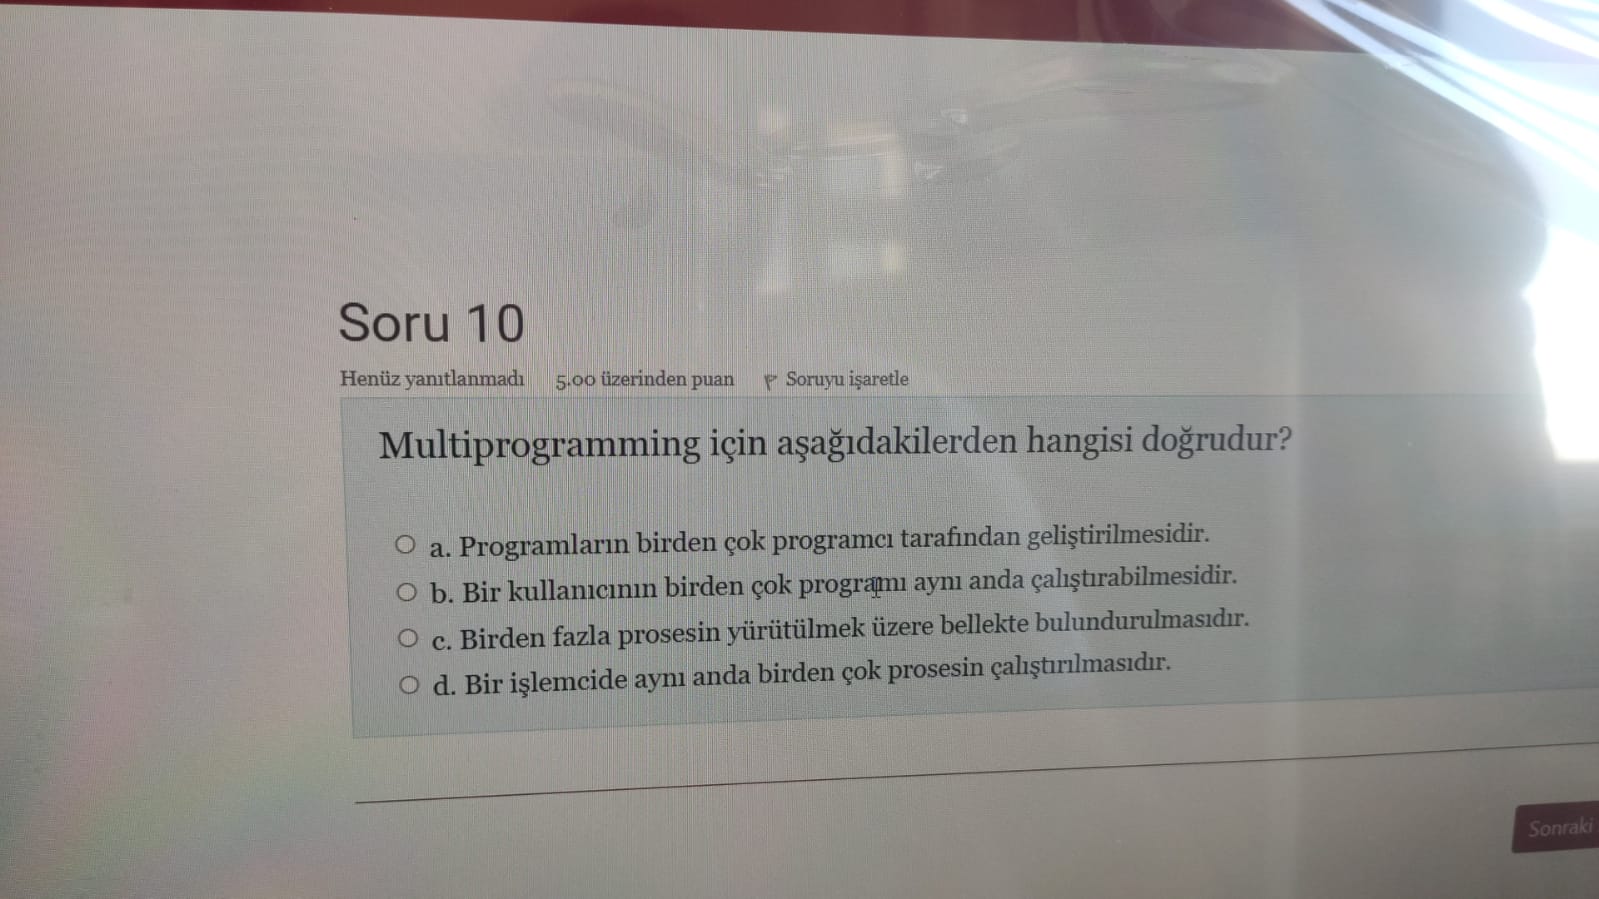 Soru 10
Henüz yanıtlanmadı 5,00 üzerinden puan Soruyu işaretle
Multiprogramming için aşağıdakilerden hangisi doğrudur?
a. Programların birden çok programcı tarafından geliştirilmesidir.
b. Bir kullanıcının birden çok programı aynı anda çalıştırabilmesidir.
c. Birden fazla prosesin yürütülmek üzere bellekte bulundurulmasıdır.
d. Bir işlemcide aynı anda birden çok prosesin çalıştırılmasıdır.
Sonraki